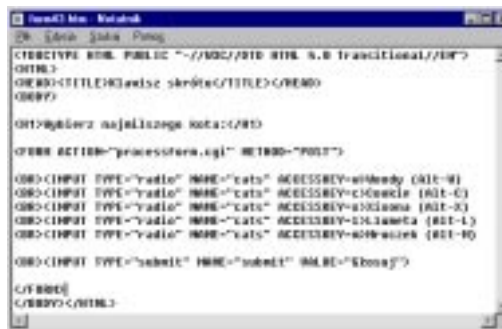 form43.htm - Notatnik
Plik Edycja Szukaj Pomoc
<!DOCTYPE HTML PUBLIC "-//W3C//DTD HTML 4.0 Transitional//EN">
<HTML>
<HEAD><TITLE>Klawisz skrótu</TITLE></HEAD>
<BODY>
<H1>Wybierz najmilszego kota:</H1>
<FORM ACTION="processform.cgi" METHOD="POST">
<BR><INPUT TYPE="radio" NAME="cats" ACCESSKEY=w>Wendy (Alt-W)
<BR><INPUT TYPE="radio" NAME="cats" ACCESSKEY=c>Cookie (Alt-C)
<BR><INPUT TYPE="radio" NAME="cats" (Alt-X)
<BR><INPUT TYPE="radio" NAME="cats" (Alt-L)
<BR><INPUT TYPE="radio" NAME="cats" ACCESSKEY=m>Mruczek (Alt-M)
<BR><INPUT TYPE="submit" NAME="submit" VALUE="Głosuj">
</FORM>
</BODY></HTML>